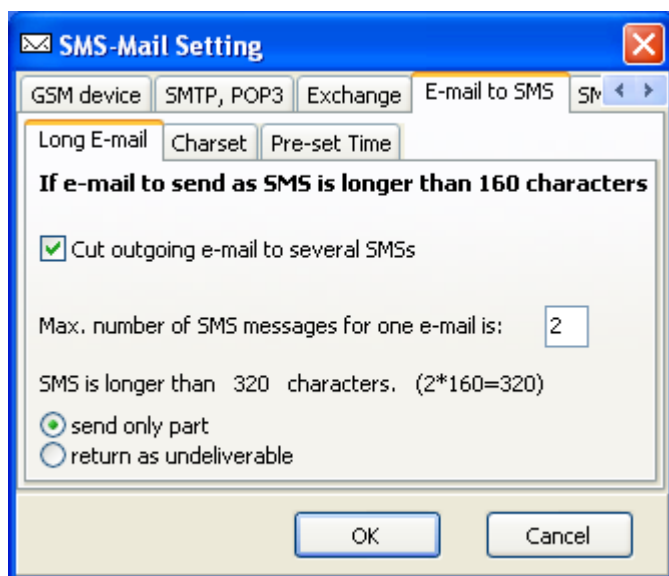 SMS-Mail Setting
GSM device SMTP, POP3 Exchange E-mail to SMS SM
Long E-mail Charset Pre-set Time
If e-mail to send as SMS is longer than 160 characters
Cut outgoing e-mail to several SMSs
Max. number of SMS messages for one e-mail is: 2
SMS is longer than 320 characters. (2*160=320)
send only part
return as undeliverable
OK Cancel